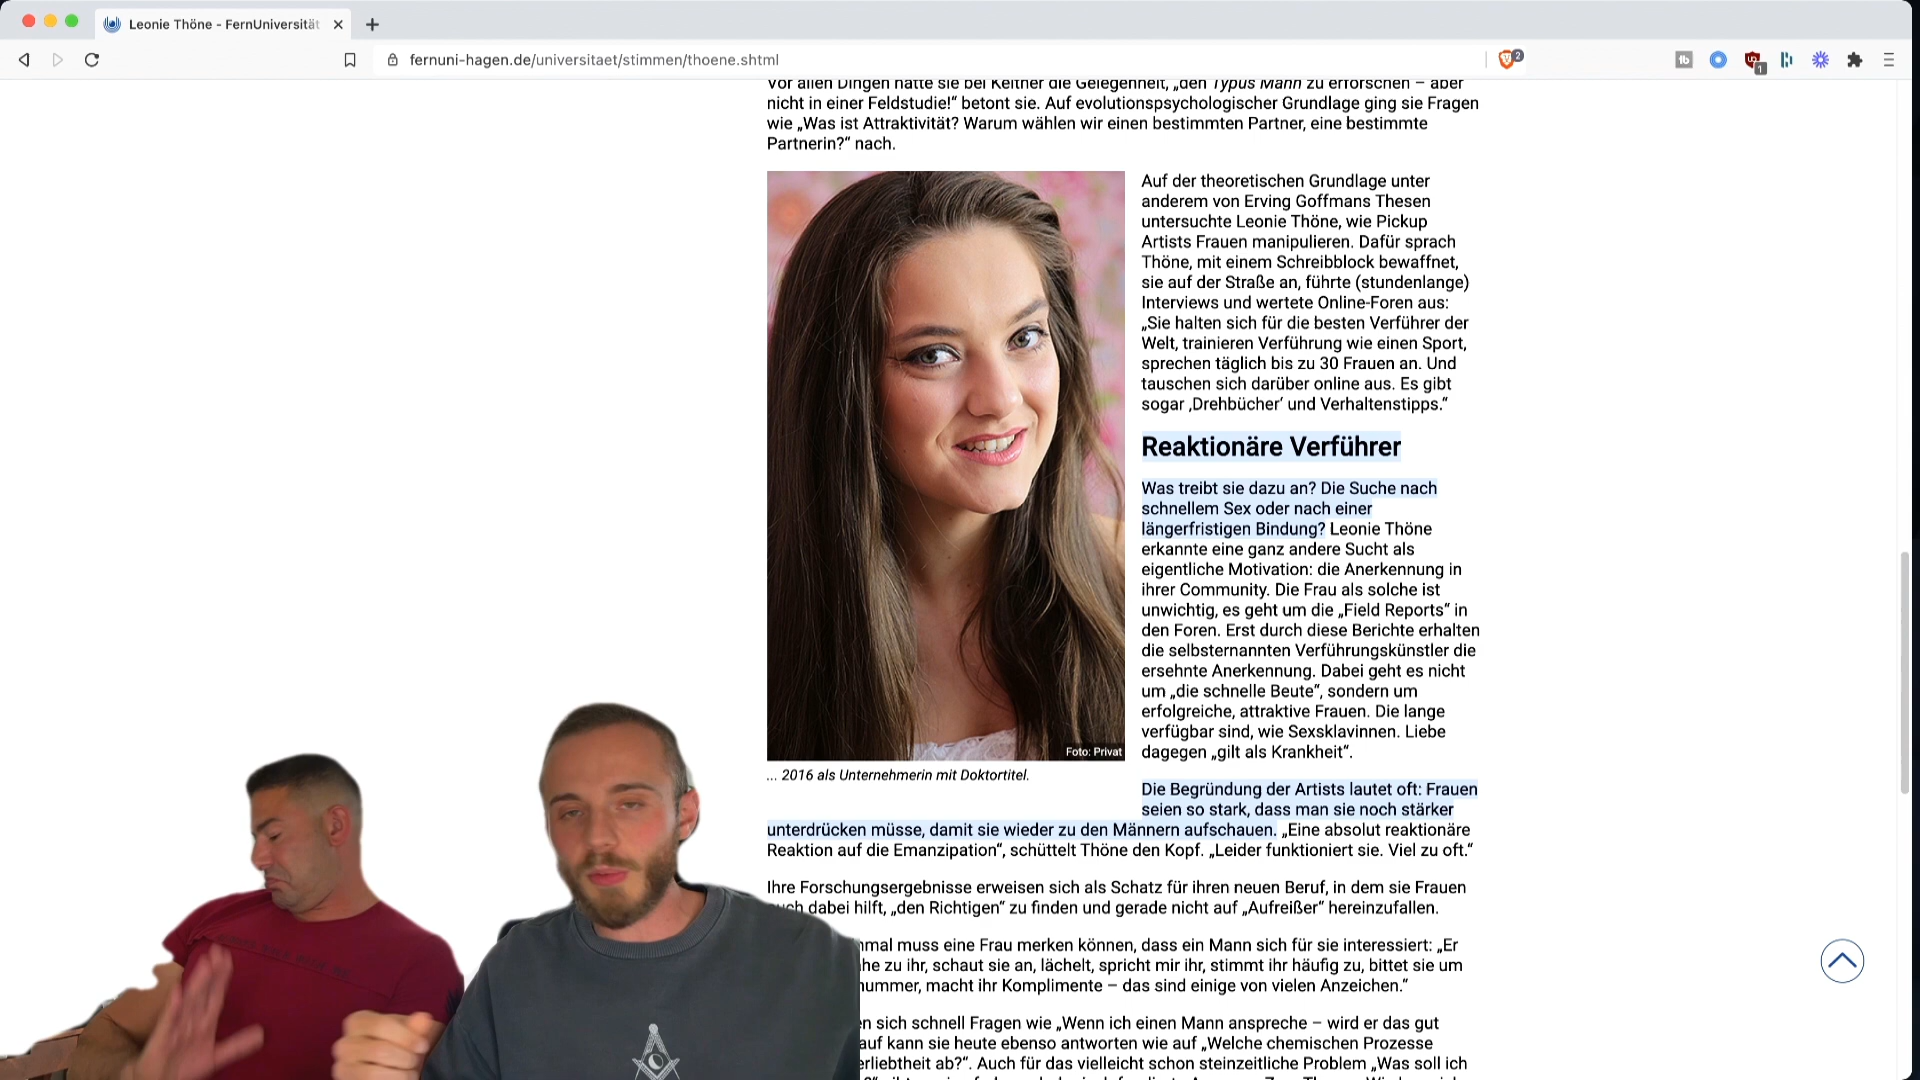 Leonie Thöne - FernUniversität
fernuni-hagen.de/universitaet/stimmen/thoene.shtml
2
1
Vor allen Dingen hatte sie bei Keltner die Gelegenheit, „den Typus Mann zu erforschen – aber
nicht in einer Feldstudie!“ betont sie. Auf evolutionspsychologischer Grundlage ging sie Fragen
wie „Was ist Attraktivität? Warum wählen wir einen bestimmten Partner, eine bestimmte
Partnerin?“ nach.
Auf der theoretischen Grundlage unter
anderem von Erving Goffmans Thesen
untersuchte Leonie Thöne, wie Pickup
Artists Frauen manipulieren. Dafür sprach
Thöne, mit einem Schreibblock bewaffnet,
sie auf der Straße an, führte (stundenlange)
Interviews und wertete Online-Foren aus:
„Sie halten sich für die besten Verführer der
Welt, trainieren Verführung wie einen Sport,
sprechen täglich bis zu 30 Frauen an. Und
tauschen sich darüber online aus. Es gibt
sogar ‚Drehbücher‘ und Verhaltenstipps.“
Reaktionäre Verführer
Was treibt sie dazu an? Die Suche nach
schnellem Sex oder nach einer
längerfristigen Bindung? Leonie Thöne
erkannte eine ganz andere Sucht als
eigentliche Motivation: die Anerkennung in
ihrer Community. Die Frau als solche ist
unwichtig, es geht um die „Field Reports“ in
den Foren. Erst durch diese Berichte erhalten
die selbsternannten Verführungskünstler die
ersehnte Anerkennung. Dabei geht es nicht
um „die schnelle Beute“, sondern um
erfolgreiche, attraktive Frauen. Die lange
verfügbar sind, wie Sexsklavinnen. Liebe
dagegen „gilt als Krankheit“.
Foto: Privat
... 2016 als Unternehmerin mit Doktortitel.
Die Begründung der Artists lautet oft: Frauen
seien so stark, dass man sie noch stärker
unterdrücken müsse, damit sie wieder zu den Männern aufschauen. „Eine absolut reaktionäre
Reaktion auf die Emanzipation“, schüttelt Thöne den Kopf. „Leider funktioniert sie. Viel zu oft.“
Ihre Forschungsergebnisse erweisen sich als Schatz für ihren neuen Beruf, in dem sie Frauen
dabei hilft, „den Richtigen“ zu finden und gerade nicht auf „Aufreißer“ hereinzufallen.
muss eine Frau merken können, dass ein Mann sich für sie interessiert: „Er
zu ihr, schaut sie an, lächelt, spricht mir ihr, stimmt ihr häufig zu, bittet sie um
macht ihr Komplimente – das sind einige von vielen Anzeichen.“
sich schnell Fragen wie „Wenn ich einen Mann anspreche – wird er das gut
kann sie heute ebenso antworten wie auf „Welche chemischen Prozesse
ab?“. Auch für das vielleicht schon steinzeitliche Problem „Was soll ich